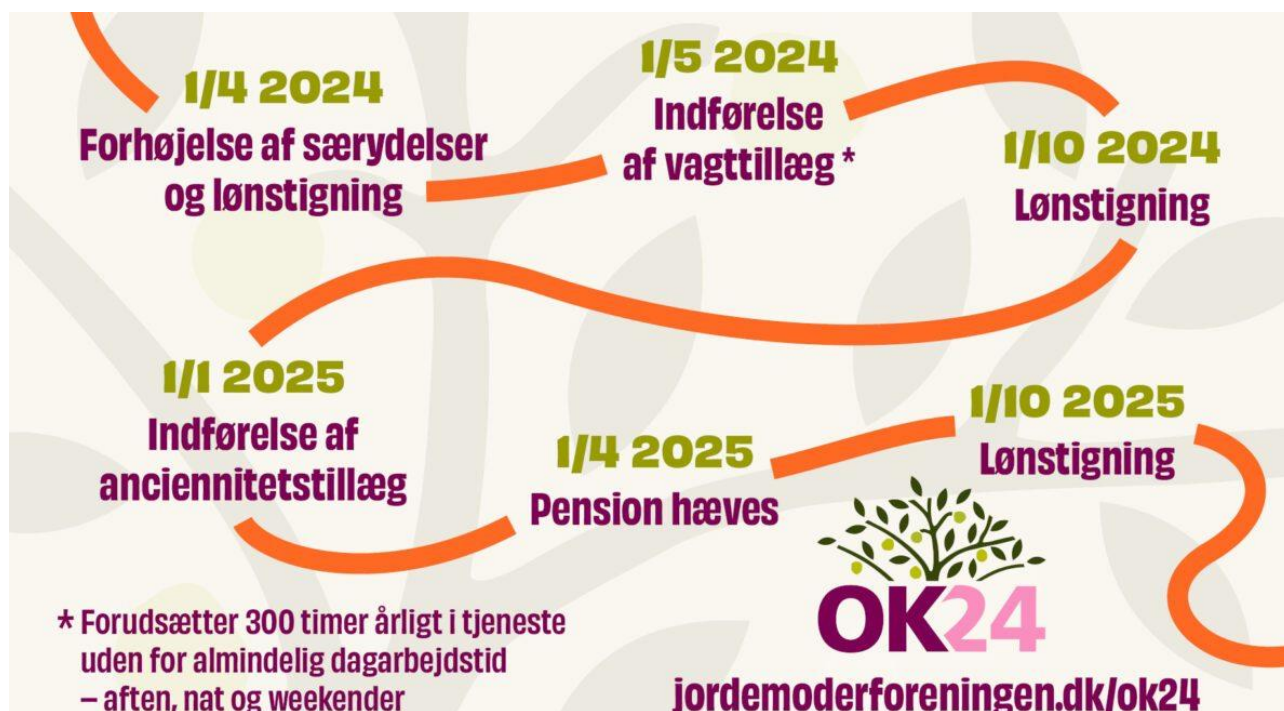 1/4 2024
Forhøjelse af særydelser
og lønstigning
1/5 2024
Indførelse
af vagttillæg *
1/10 2024
Lønstigning
1/1 2025
Indførelse af
anciennitetstillæg
1/4 2025
Pension hæves
1/10 2025
Lønstigning
* Forudsætter 300 timer årligt i tjeneste
uden for almindelig dagarbejdstid
– aften, nat og weekender
OK24
jordemoderforeningen.dk/ok24